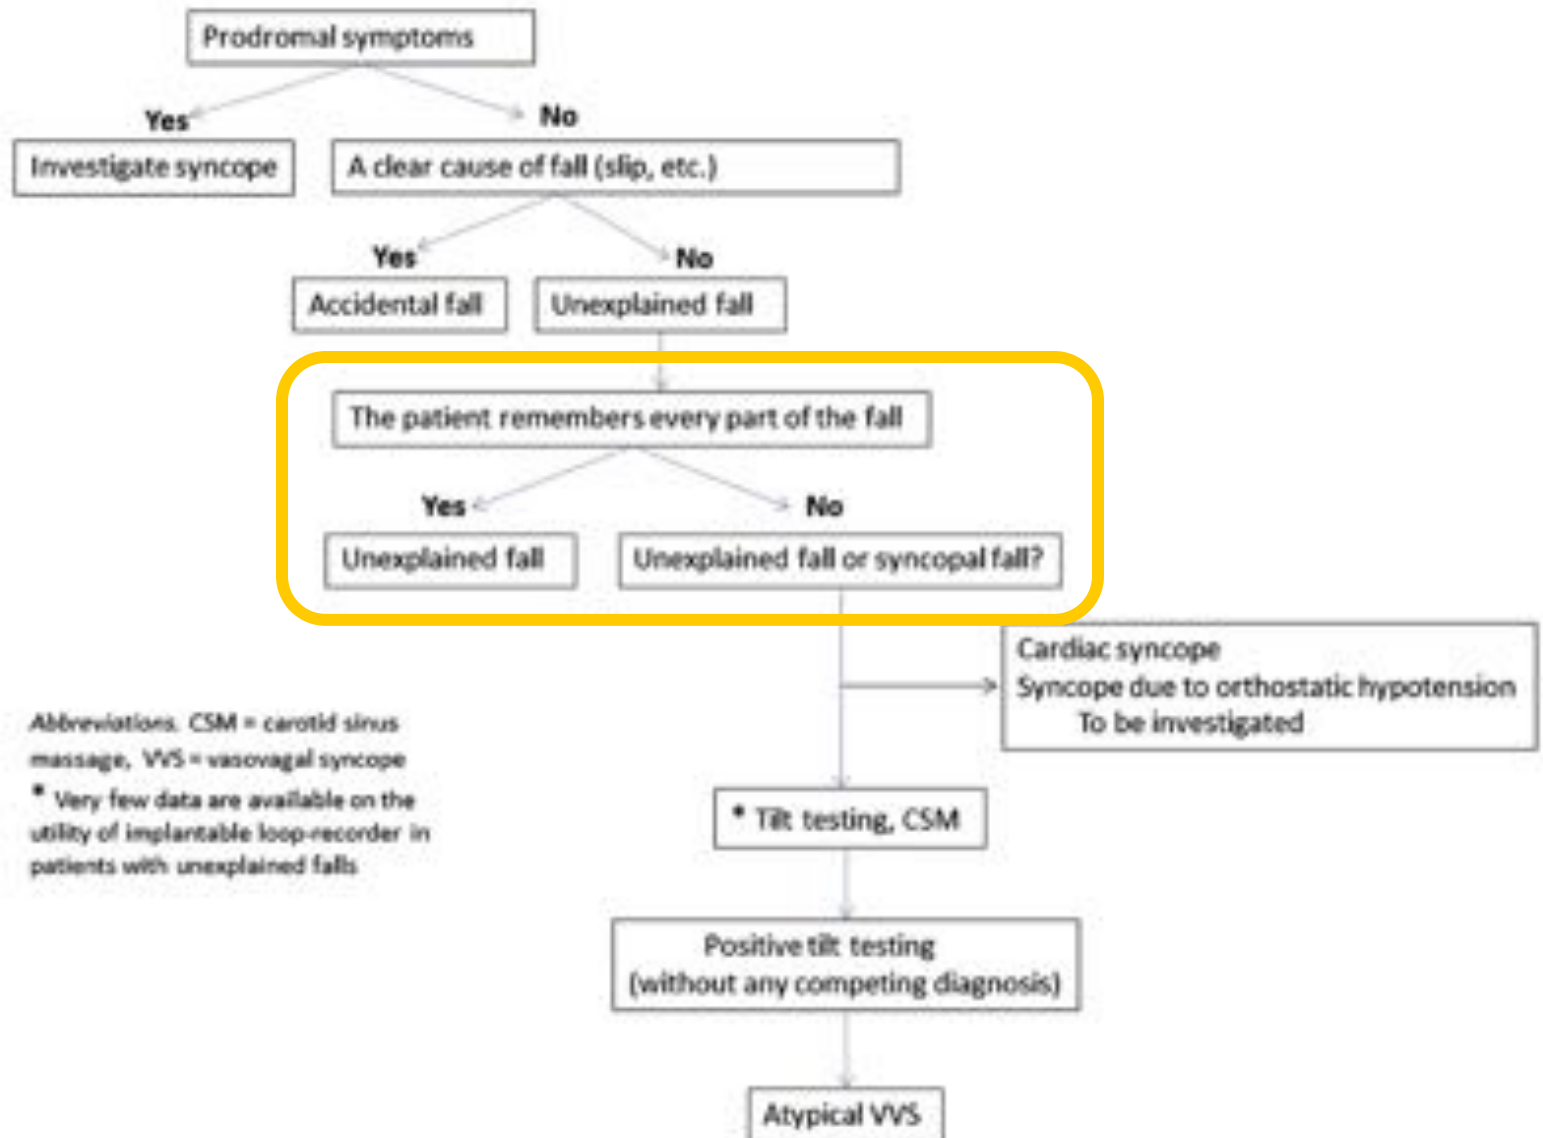 Prodromal symptoms
Yes
No
Investigate syncope
A clear cause of fall (slip, etc.)
Yes
No
Accidental fall
Unexplained fall
The patient remembers every part of the fall
Yes
No
Unexplained fall
Unexplained fall or syncopal fall?
Cardiac syncope
Syncope due to orthostatic hypotension
To be investigated
Abbreviations. CSM = carotid sinus
massage, VVS = vasovagal syncope
* Very few data are available on the
utility of implantable loop-recorder in
patients with unexplained falls
* Tilt testing, CSM
Positive tilt testing
(without any competing diagnosis)
Atypical VVS